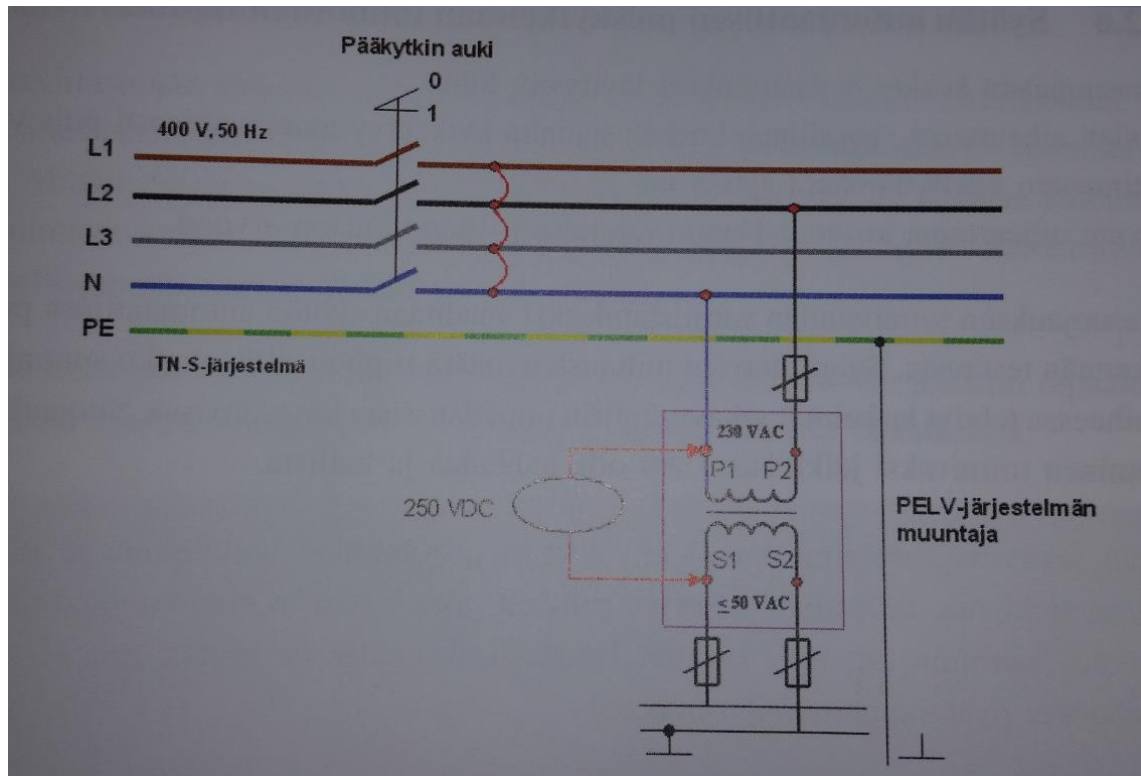 Pääkytkin auki
0
1
400 V, 50 Hz
L1
L2
L3
N
PE
TN-S-järjestelmä
230 VAC
P1 P2
250 VDC
PELV-järjestelmän
muuntaja
S1 S2
≤50 VAC